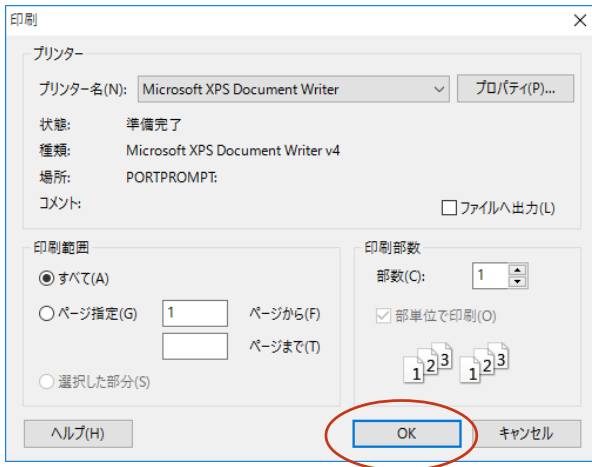 印刷
プリンター
プリンター名(N): Microsoft XPS Document Writer プロパティ(P)...
状態: 準備完了
種類: Microsoft XPS Document Writer v4
場所: PORTPROMPT:
コメント:
ファイルへ出力(L)
印刷範囲
すべて(A)
ページ指定(G) 1 ページから(F)
ページまで(T)
選択した部分(S)
印刷部数
部数(C): 1
部単位で印刷(O)
1 2 3 1 2 3
ヘルプ(H) OK キャンセル